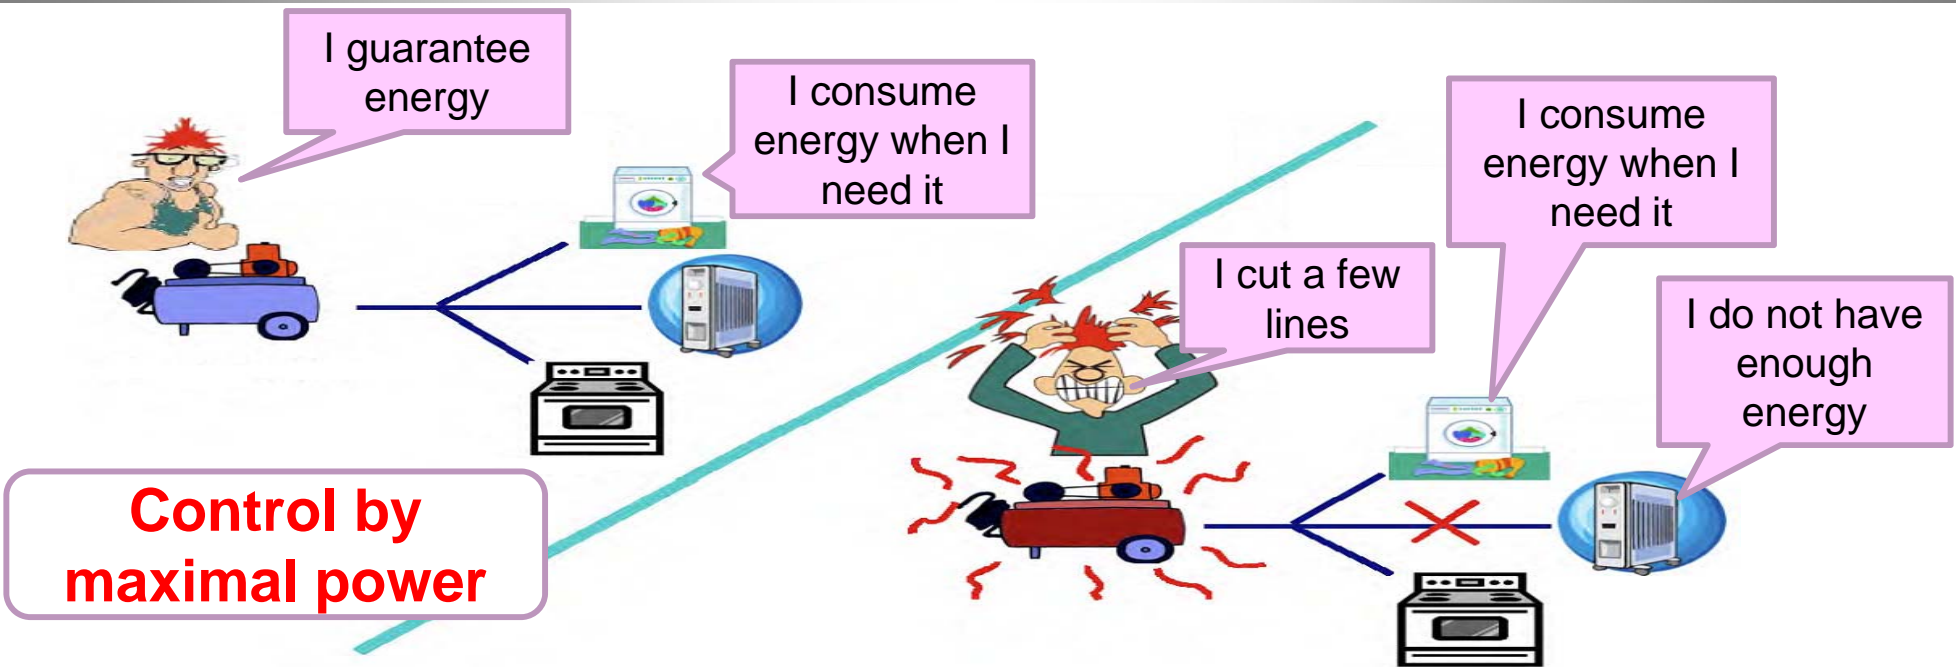 I guarantee
energy
I consume
energy when I
need it
Control by
maximal power
I cut a few
lines
I consume
energy when I
need it
I do not have
enough
energy